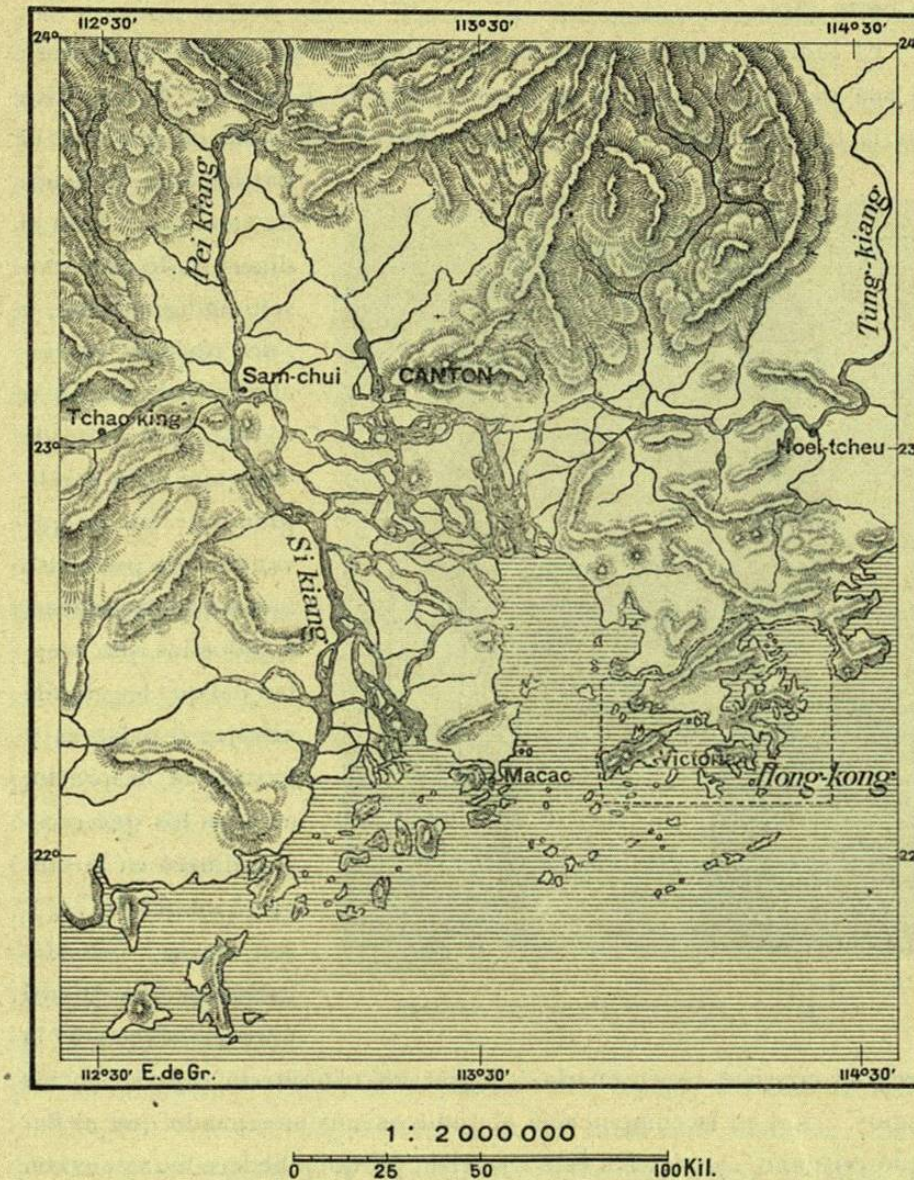 112°30' 113°30' 114°30'
24° 24
Pei kiang
Tung-kiang
Sam-chui CANTON
Tchao-king
23° Hoei-tcheu 23
Si kiang
Macao Victoria Hong-kong
22° 22
112°30' E.de Gr. 113°30' 114°30'
1 : 2 000 000
0 25 50 100 Kil.